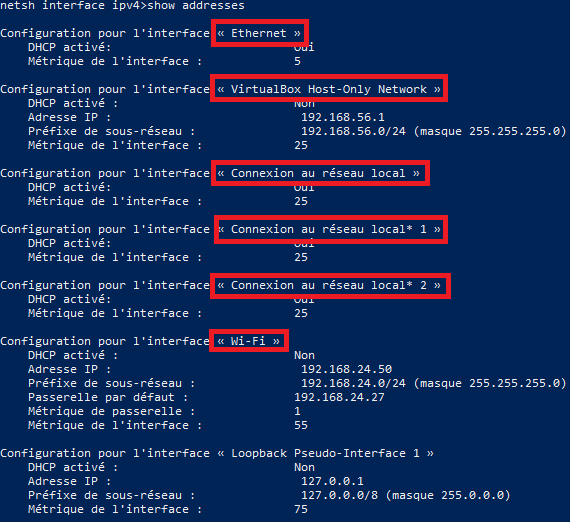 netsh interface ipv4>show addresses
Configuration pour l'interface « Ethernet »
DHCP activé: Oui
Métrique de l'interface : 5
Configuration pour l'interface « VirtualBox Host-Only Network »
DHCP activé : Non
Adresse IP : 192.168.56.1
Préfixe de sous-réseau : 192.168.56.0/24 (masque 255.255.255.0)
Métrique de l'interface : 25
Configuration pour l'interface « Connexion au réseau local »
DHCP activé: Oui
Métrique de l'interface : 25
Configuration pour l'interface « Connexion au réseau local* 1 »
DHCP activé: Oui
Métrique de l'interface : 25
Configuration pour l'interface « Connexion au réseau local* 2 »
DHCP activé: Oui
Métrique de l'interface : 25
Configuration pour l'interface « Wi-Fi »
DHCP activé : Non
Adresse IP : 192.168.24.50
Préfixe de sous-réseau : 192.168.24.0/24 (masque 255.255.255.0)
Passerelle par défaut : 192.168.24.27
Métrique de passerelle : 1
Métrique de l'interface : 55
Configuration pour l'interface « Loopback Pseudo-Interface 1 »
DHCP activé : Non
Adresse IP : 127.0.0.1
Préfixe de sous-réseau : 127.0.0.0/8 (masque 255.0.0.0)
Métrique de l'interface : 75